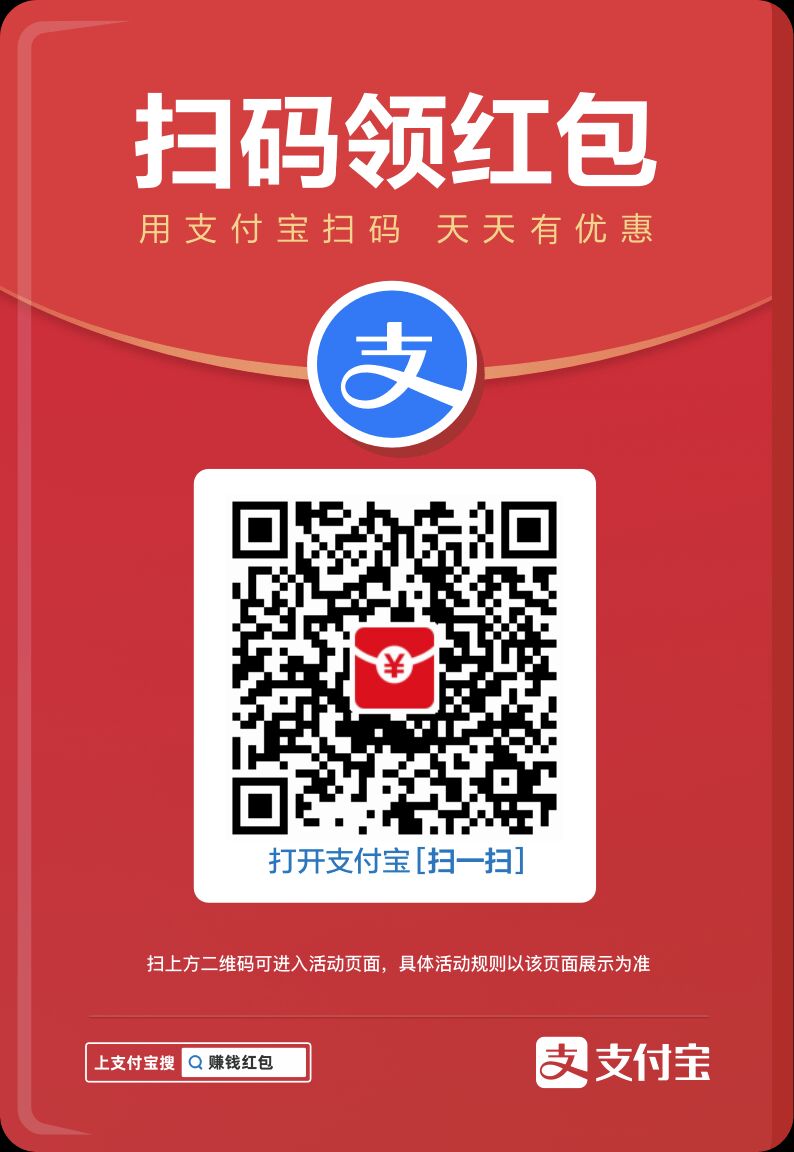 扫码领红包
用支付宝扫码 天天有优惠
支
¥
打开支付宝[扫一扫]
扫上方二维码可进入活动页面，具体活动规则以该页面展示为准
上支付宝搜 赚钱红包
支 支付宝